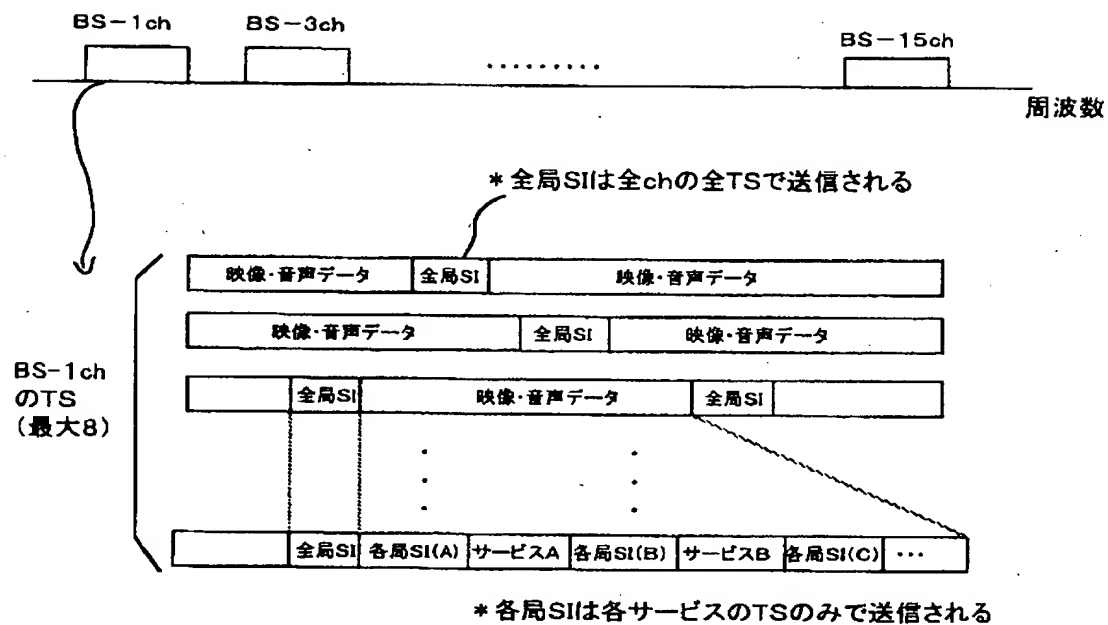 BS-1ch
BS-3ch
BS-15ch
.........
周波数
*全局SIは全chの全TSで送信される
映像・音声データ 全局SI 映像・音声データ
映像・音声データ 全局SI 映像・音声データ
BS-1ch
のTS
(最大8)
全局SI 映像・音声データ 全局SI
全局SI 各局SI(A) サービスA 各局SI(B) サービスB 各局SI(C) ...
*各局SIは各サービスのTSのみで送信される